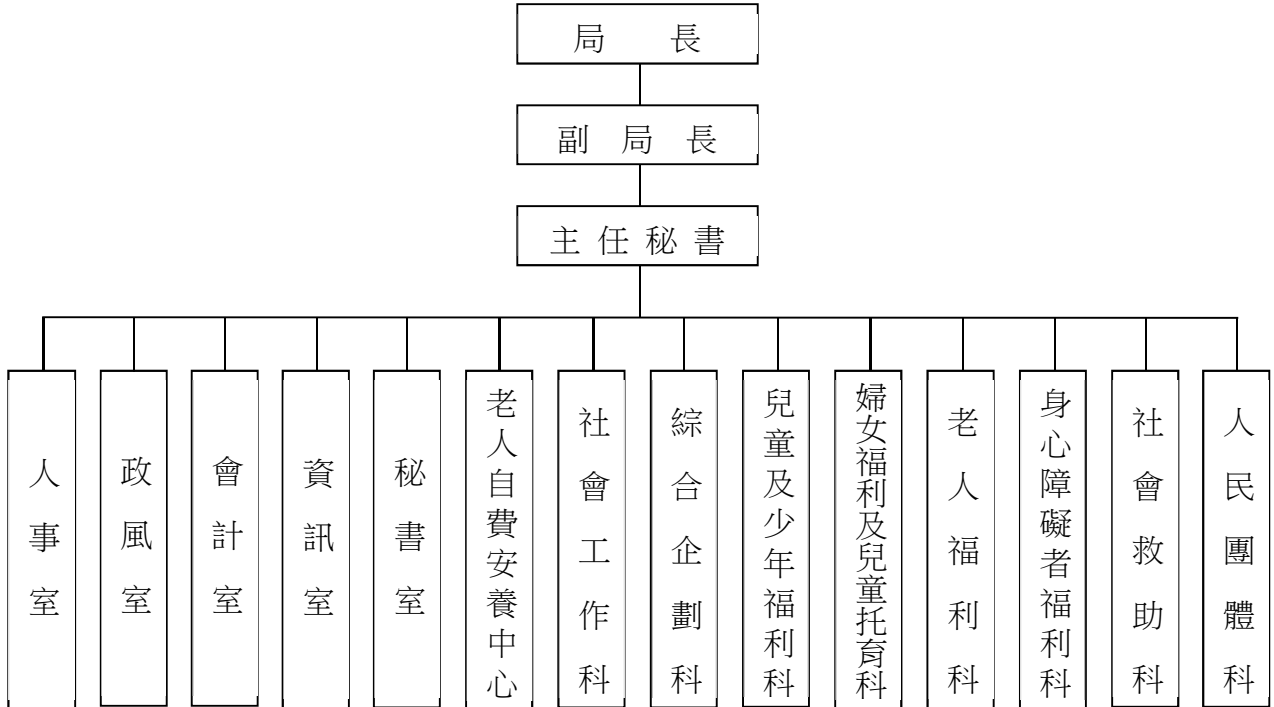 局長
副局長
主任秘書
人事室
政風室
會計室
資訊室
秘書室
老人自費安養中心
社會工作科
綜合企劃科
兒童及少年福利科
婦女福利及兒童托育科
老人福利科
身心障礙者福利科
社會救助科
人民團體科